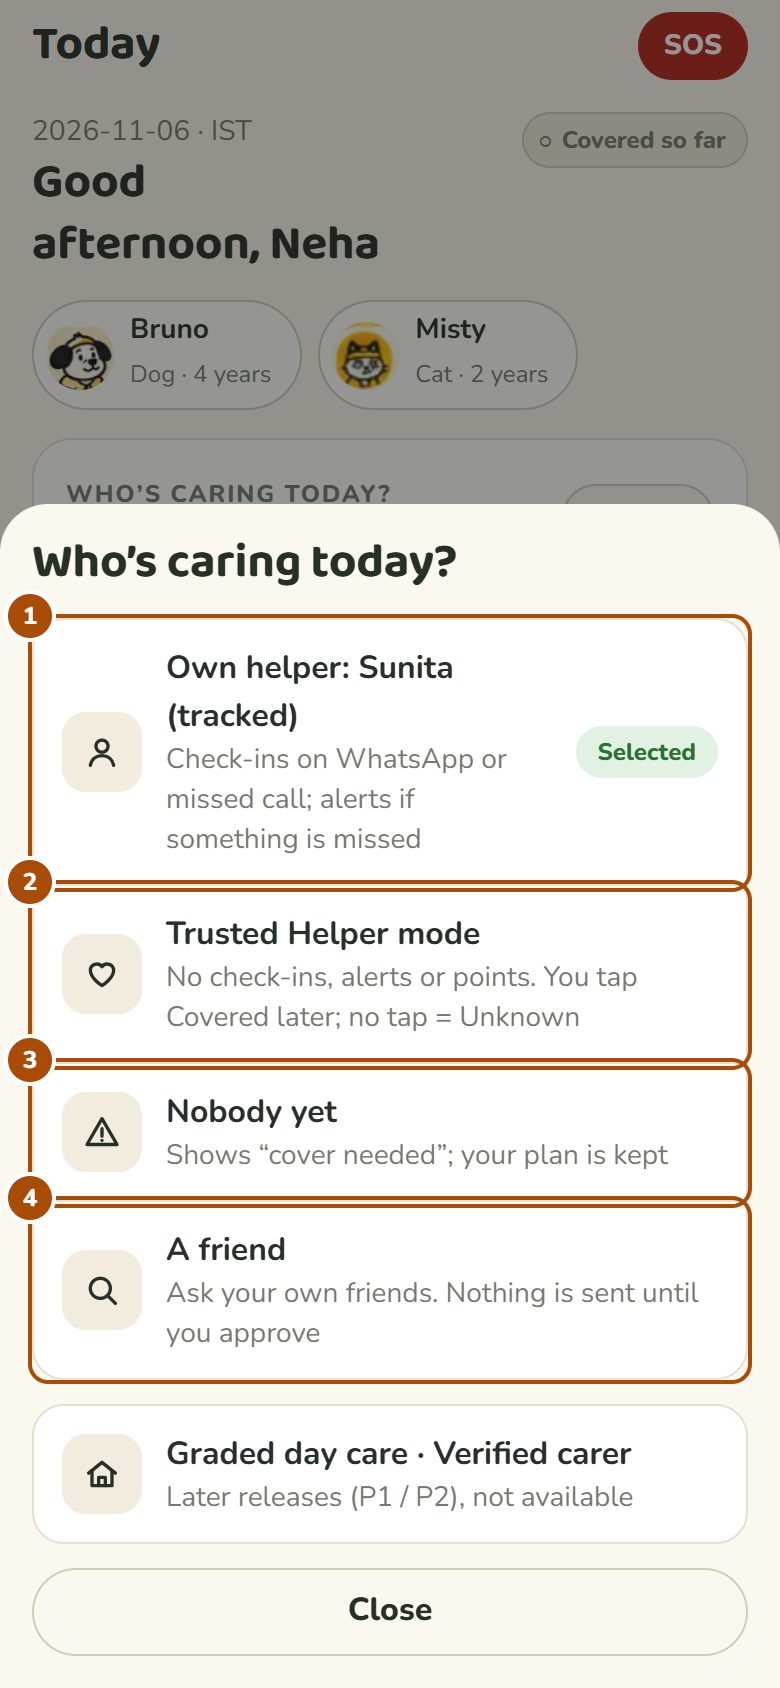 Today
SOS
2026-11-06 · IST
Covered so far
Good
afternoon, Neha
Bruno
Dog · 4 years
Misty
Cat · 2 years
WHO’S CARING TODAY?
Who’s caring today?
1
Own helper: Sunita
(tracked)
Check-ins on WhatsApp or
missed call; alerts if
something is missed
Selected
2
Trusted Helper mode
No check-ins, alerts or points. You tap
Covered later; no tap = Unknown
3
Nobody yet
Shows “cover needed”; your plan is kept
4
A friend
Ask your own friends. Nothing is sent until
you approve
Graded day care · Verified carer
Later releases (P1 / P2), not available
Close